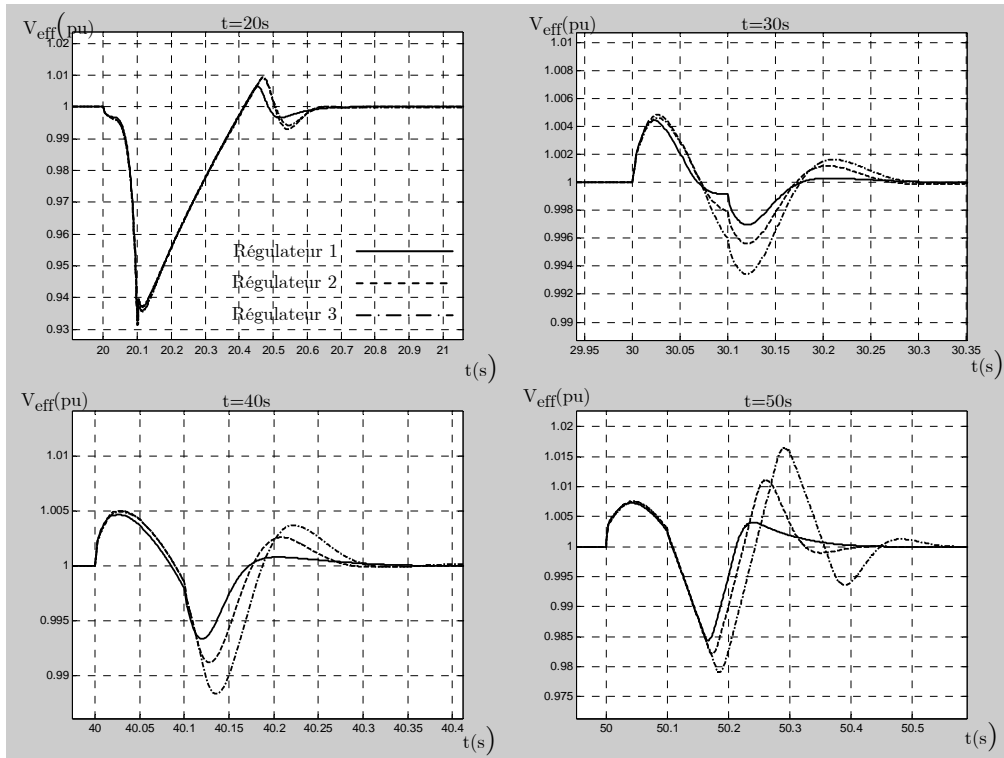 V_eff(pu) t=20s
1.02
1.01
1
0.99
0.98
0.97
0.96
0.95
0.94
0.93
Régulateur 1
Régulateur 2
Régulateur 3
20 20.1 20.2 20.3 20.4 20.5 20.6 20.7 20.8 20.9 21
t(s)
V_eff(pu) t=30s
1.01
1.008
1.006
1.004
1.002
1
0.998
0.996
0.994
0.992
0.99
29.95 30 30.05 30.1 30.15 30.2 30.25 30.3 30.35
t(s)
V_eff(pu) t=40s
1.01
1.005
1
0.995
0.99
40 40.05 40.10 40.15 40.20 40.25 40.3 40.35 40.4
t(s)
V_eff(pu) t=50s
1.02
1.015
1.01
1.005
1
0.995
0.99
0.985
0.98
0.975
50 50.1 50.2 50.3 50.4 50.5
t(s)